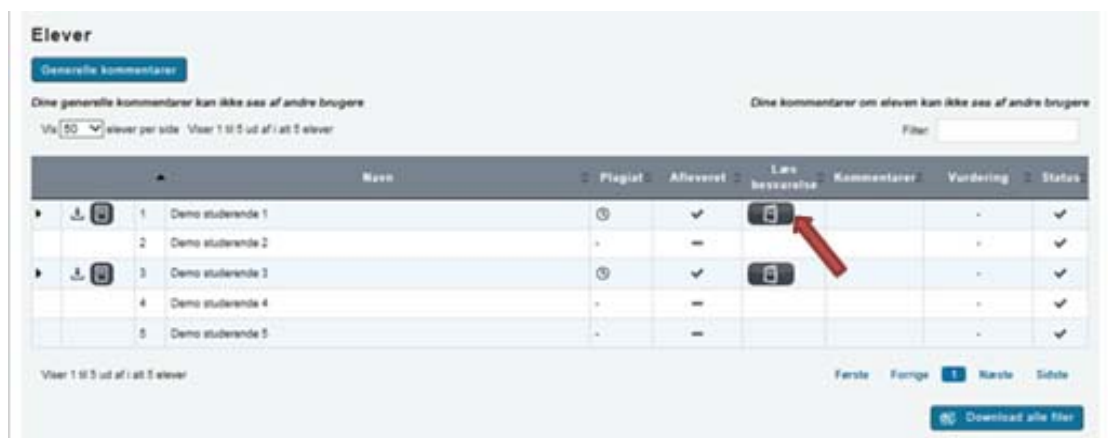 Elever
Generelle kommentarer
Dine generelle kommentarer kan ikke ses af andre brugere
Dine kommentarer om eleven kan ikke ses af andre brugere
Vis 50 elever per side Viser 1 til 5 ud af i alt 5 elever
Filter:
Navn Plagiat Afleveret Læs besvarelse Kommentarer Vurdering Status
1 Demo studerende 1 -
2 Demo studerende 2 - -
3 Demo studerende 3 -
4 Demo studerende 4 - -
5 Demo studerende 5 - -
Viser 1 til 5 ud af i alt 5 elever
Første Forrige 1 Næste Sidste
Download alle filer